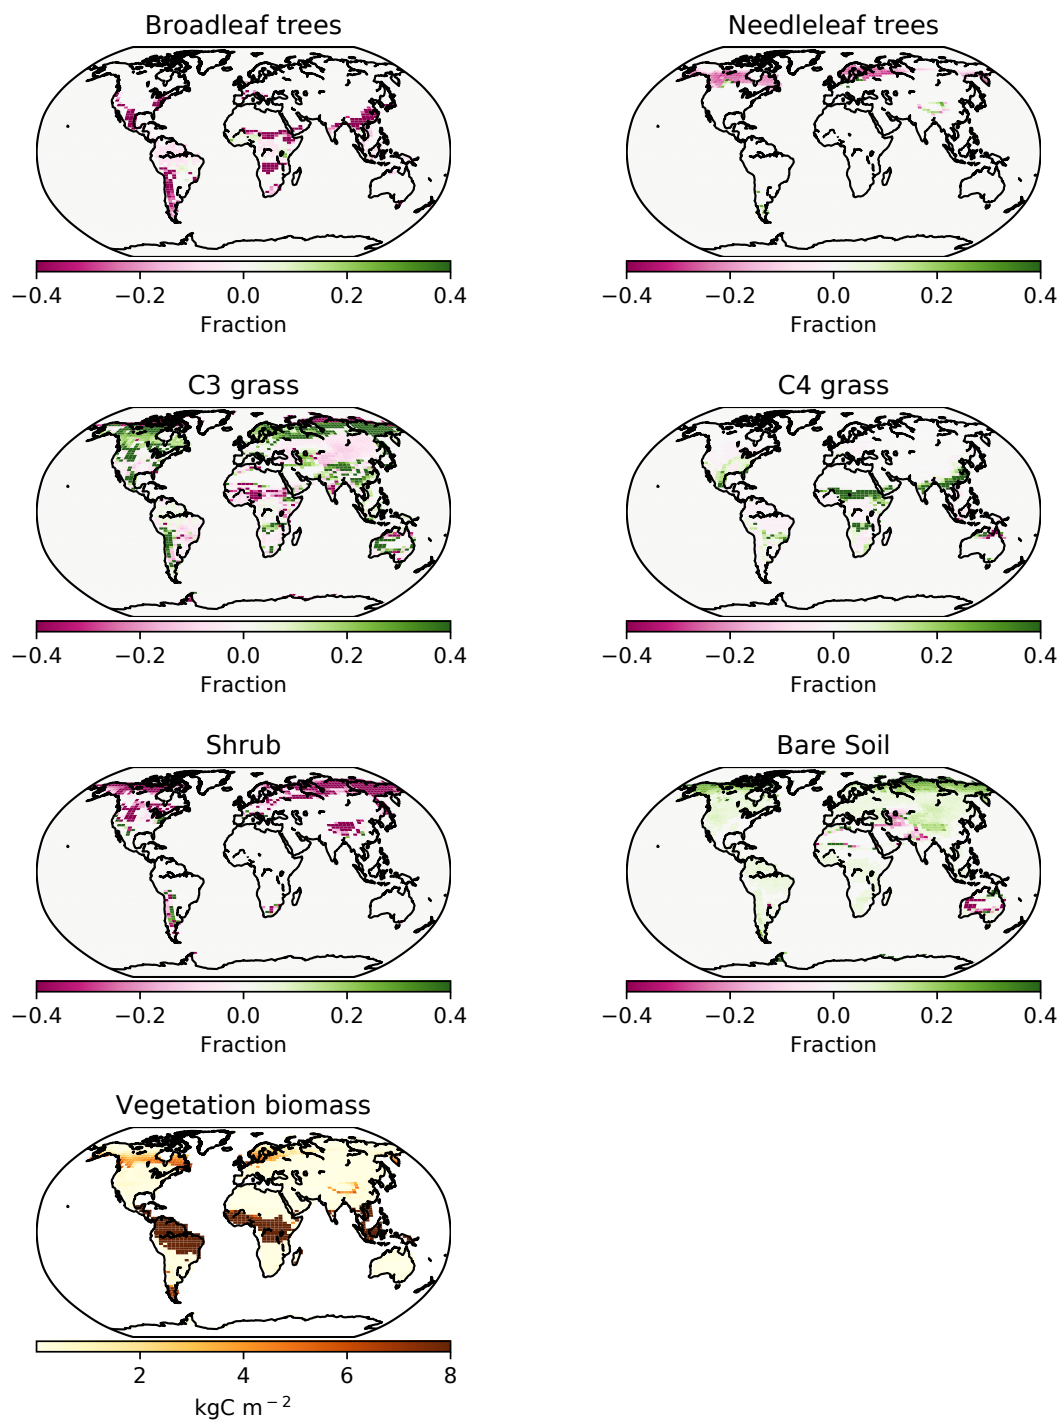 Broadleaf trees
−0.4 −0.2 0.0 0.2 0.4
Fraction
Needleleaf trees
−0.4 −0.2 0.0 0.2 0.4
Fraction
C3 grass
−0.4 −0.2 0.0 0.2 0.4
Fraction
C4 grass
−0.4 −0.2 0.0 0.2 0.4
Fraction
Shrub
−0.4 −0.2 0.0 0.2 0.4
Fraction
Bare Soil
−0.4 −0.2 0.0 0.2 0.4
Fraction
Vegetation biomass
2 4 6 8
kgC m⁻²